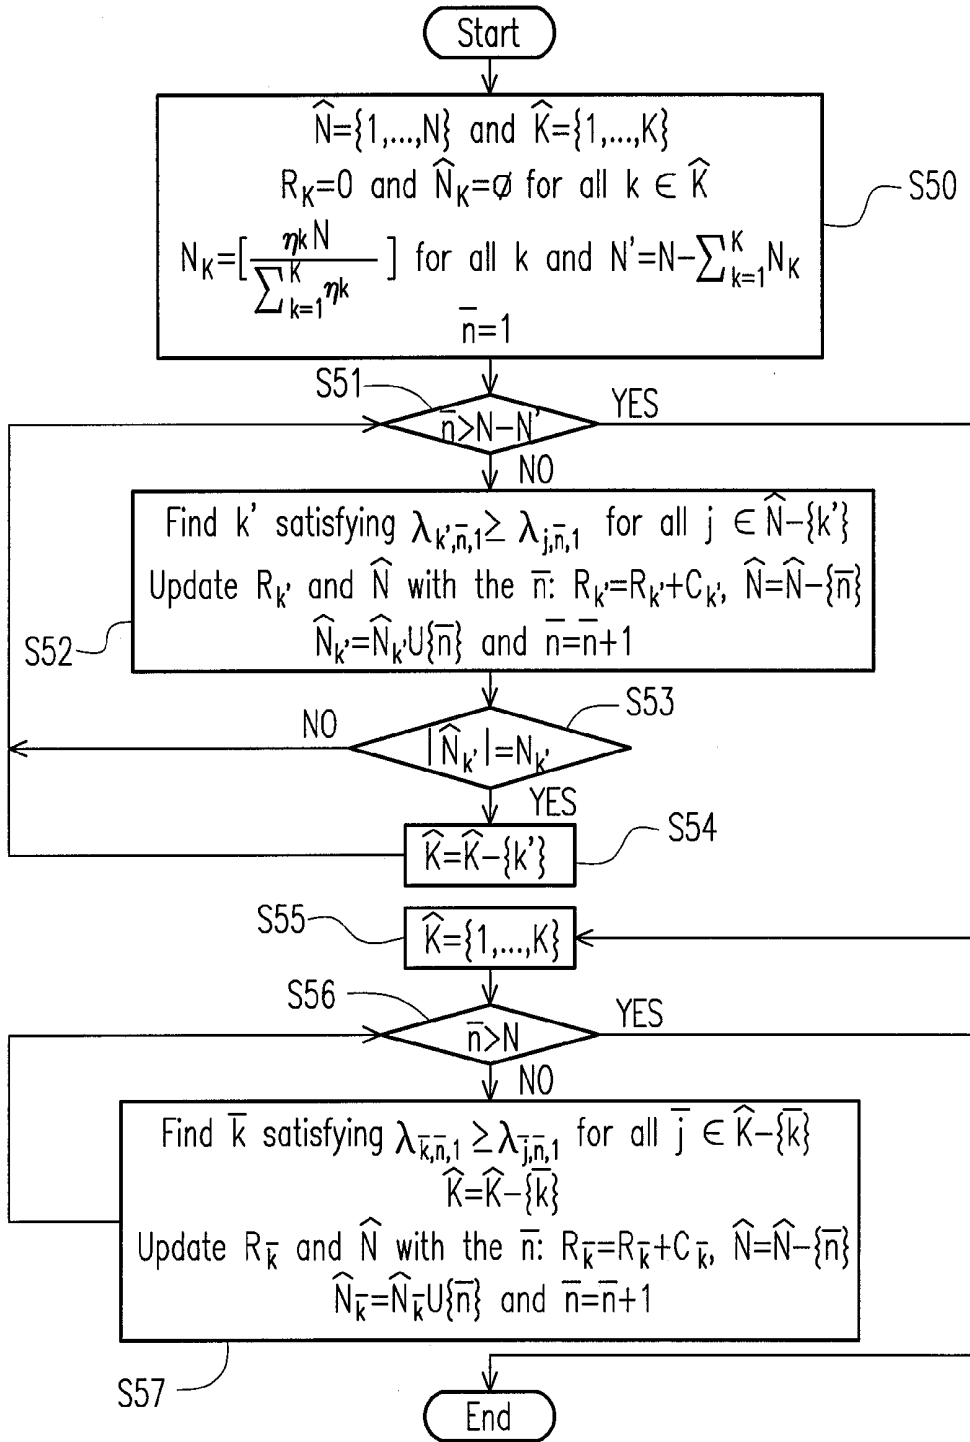 Start
N̂={1,...,N} and K̂={1,...,K}
R_K=0 and N̂_K=∅ for all k ∈ K̂
S50
N_K=[ηk N / ∑_{k=1}^{K} ηk] for all k and N'=N-∑_{k=1}^{K} N_K
n̅=1
S51
n̅>N-N'
YES
NO
Find k' satisfying λ_{k',n̅,1} ≥ λ_{j,n̅,1} for all j ∈ N̂-{k'}
Update R_{k'} and N̂ with the n̅: R_{k'}=R_{k'}+C_{k'}, N̂=N̂-{n̅}
N̂_{k'}=N̂_{k'}U{n̅} and n̅=n̅+1
S52
S53
NO
|N̂_{k'}|=N_{k'}
YES
S54
K̂=K̂-{k'}
S55
K̂={1,...,K}
S56
n̅>N
YES
NO
Find k̅ satisfying λ_{k̅,n̅,1} ≥ λ_{j̅,n̅,1} for all j̅ ∈ K̂-{k̅}
K̂=K̂-{k̅}
Update R_{k̅} and N̂ with the n̅: R_{k̅}=R_{k̅}+C_{k̅}, N̂=N̂-{n̅}
N̂_{k̅}=N̂_{k̅}U{n̅} and n̅=n̅+1
S57
End